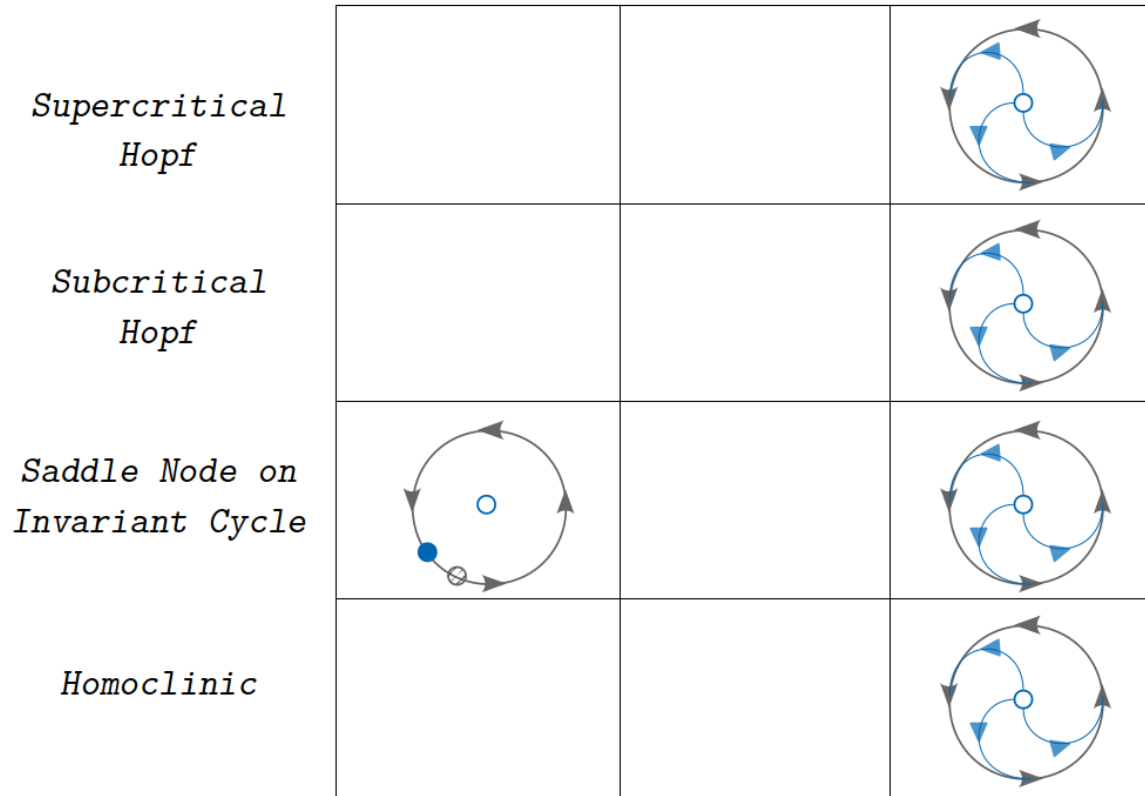 Supercritical
Hopf
Subcritical
Hopf
Saddle Node on
Invariant Cycle
Homoclinic